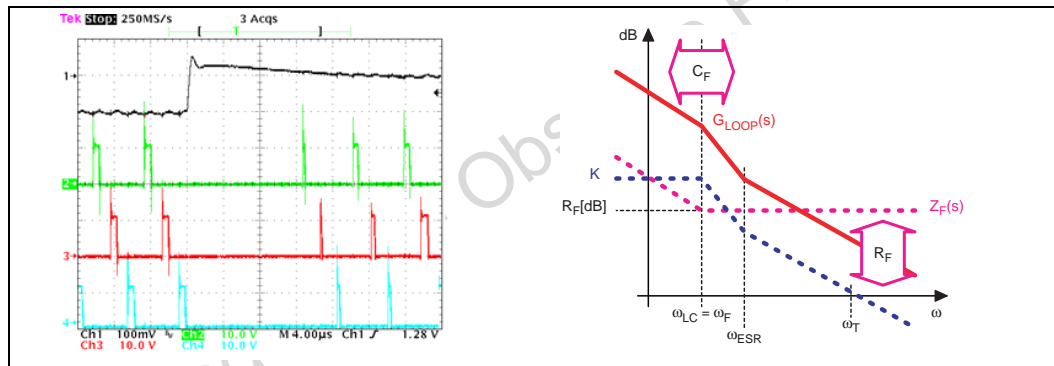 Tek Stop: 250MS/s 3 Acqs
[ T ]
1→
2→
3→
4→
Ch1 100mV Ch2 10.0 V M 4.00µs Ch1 ∫ 1.28 V
Ch3 10.0 V Ch4 10.0 V
dB
C_F
G_LOOP(s)
K
R_F[dB]
Z_F(s)
R_F
ω_LC = ω_F
ω_T
ω
ω_ESR
Obs